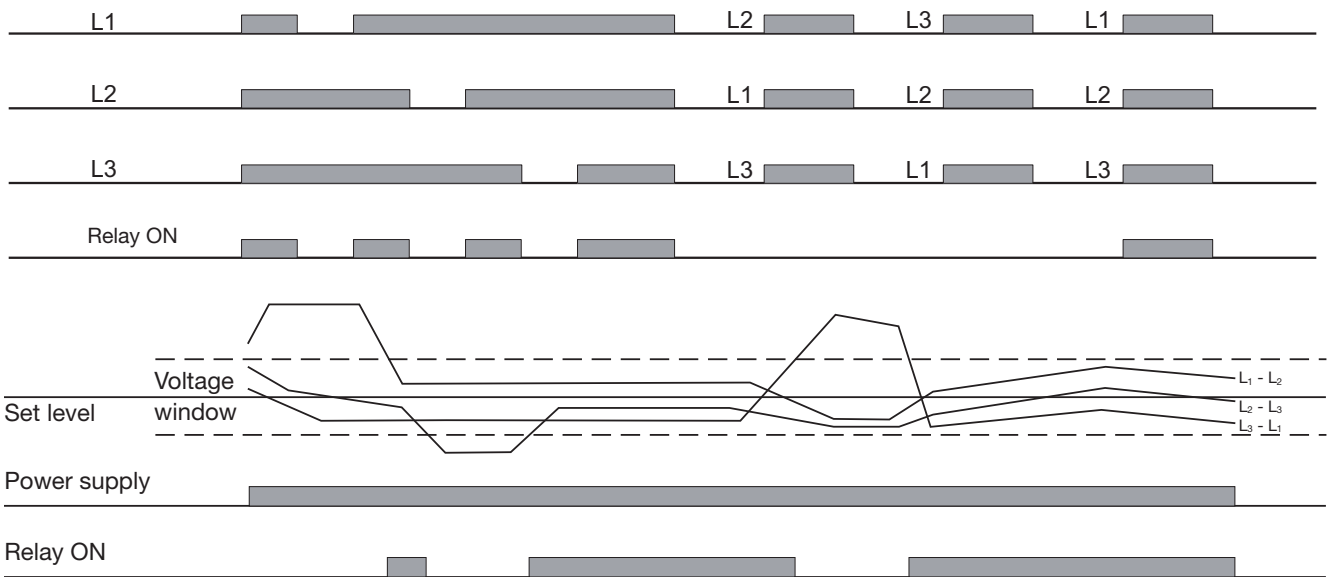 L1 L2 L3 L1
L2 L1 L2 L2
L3 L3 L1 L3
Relay ON
Voltage
window
Set level
L₁ - L₂
L₂ - L₃
L₃ - L₁
Power supply
Relay ON